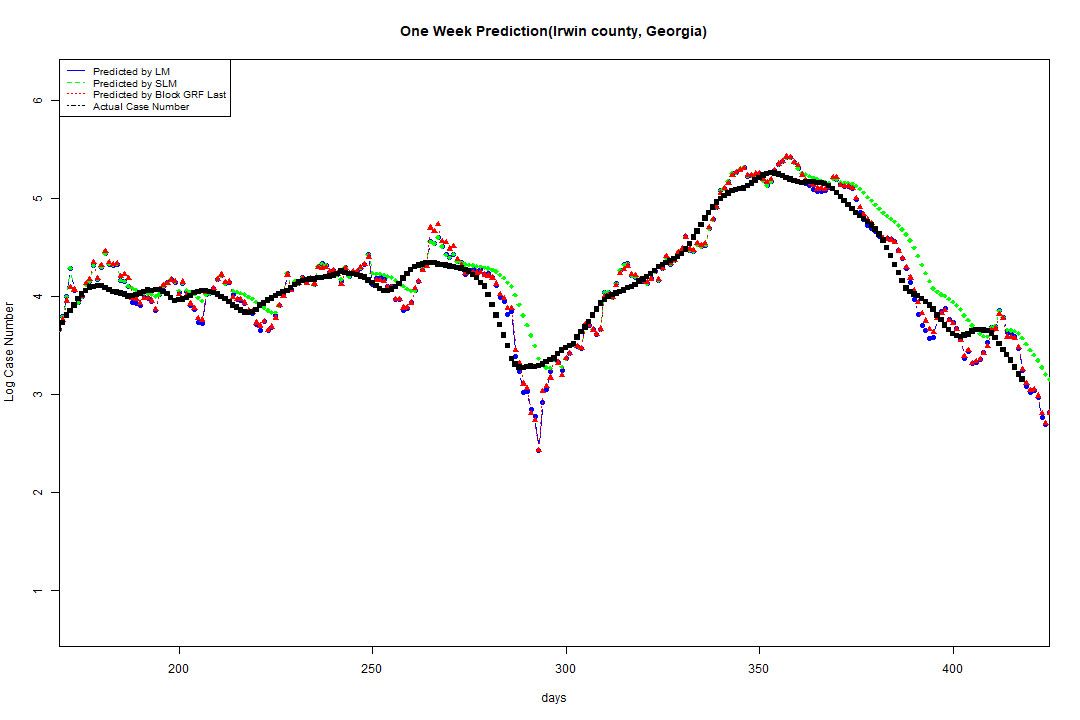 One Week Prediction(Irwin county, Georgia)
Predicted by LM
Predicted by SLM
Predicted by Block GRF Last
Actual Case Number
Log Case Number
6
5
4
3
2
1
200 250 300 350 400
days